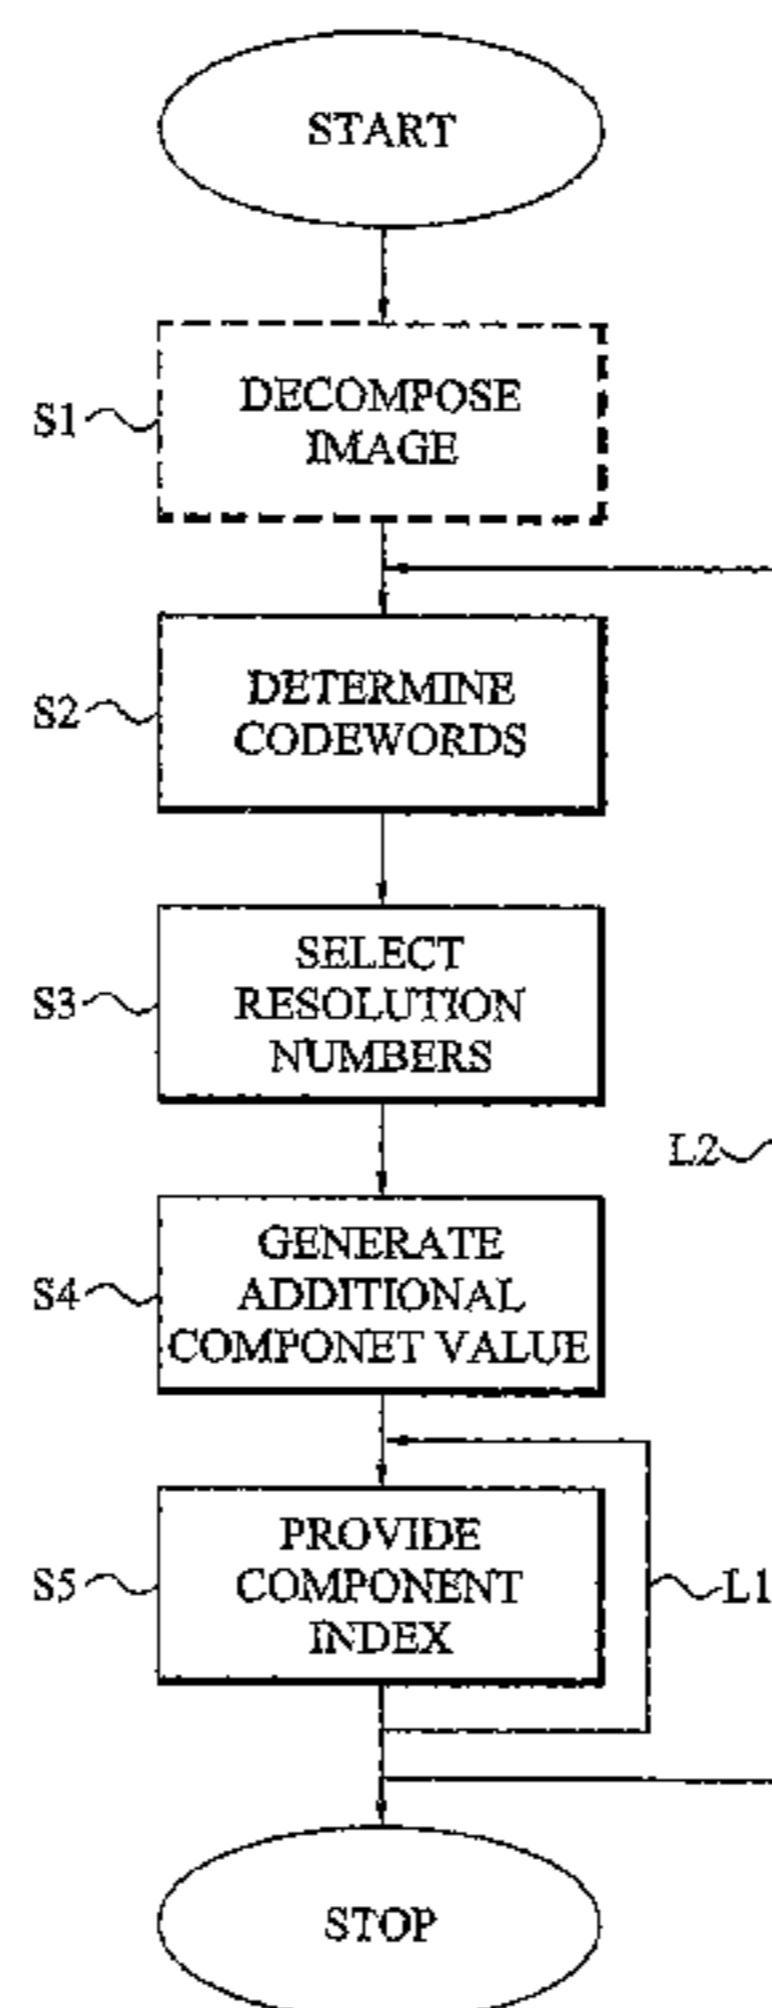 START
S1
DECOMPOSE
IMAGE
S2
DETERMINE
CODEWORDS
S3
SELECT
RESOLUTION
NUMBERS
L2
S4
GENERATE
ADDITIONAL
COMPONET VALUE
S5
PROVIDE
COMPONENT
INDEX
L1
STOP